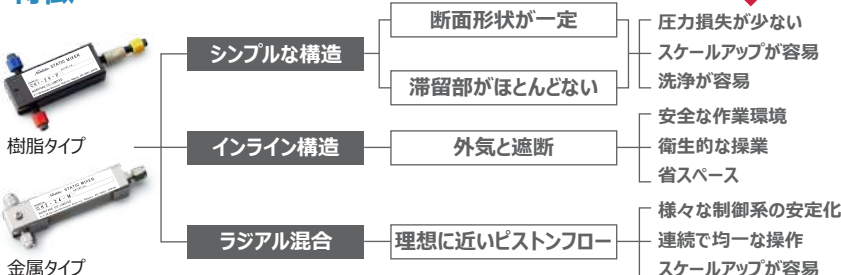 シンプルな構造
断面形状が一定
滞留部がほとんどない
圧力損失が少ない
スケールアップが容易
洗浄が容易
樹脂タイプ
インライン構造
外気と遮断
安全な作業環境
衛生的な操業
省スペース
ラジアル混合
理想に近いピストンフロー
様々な制御系の安定化
連続で均一な操作
スケールアップが容易
金属タイプ
STATIC MIXER
STATIC MIXER